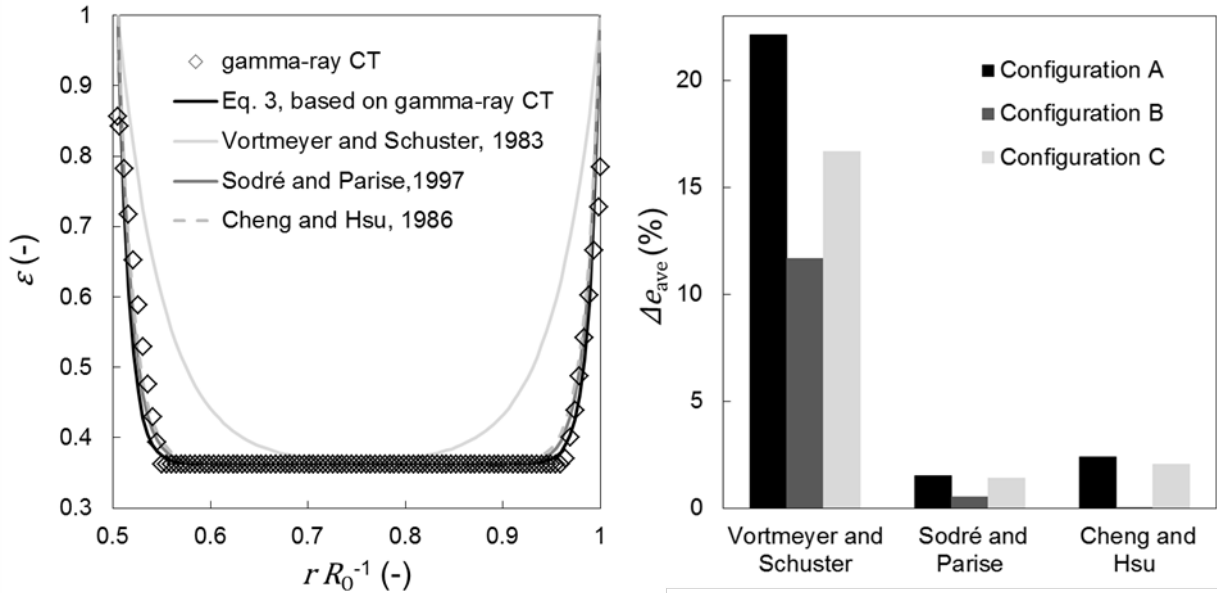 1
0.9
0.8
0.7
0.6
0.5
0.4
0.3
ε (-)
gamma-ray CT
Eq. 3, based on gamma-ray CT
Vortmeyer and Schuster, 1983
Sodré and Parise,1997
Cheng and Hsu, 1986
0.5 0.6 0.7 0.8 0.9 1
r R₀⁻¹ (-)
20
15
10
5
0
Δeave (%)
Configuration A
Configuration B
Configuration C
Vortmeyer and
Schuster
Sodré and
Parise
Cheng and
Hsu